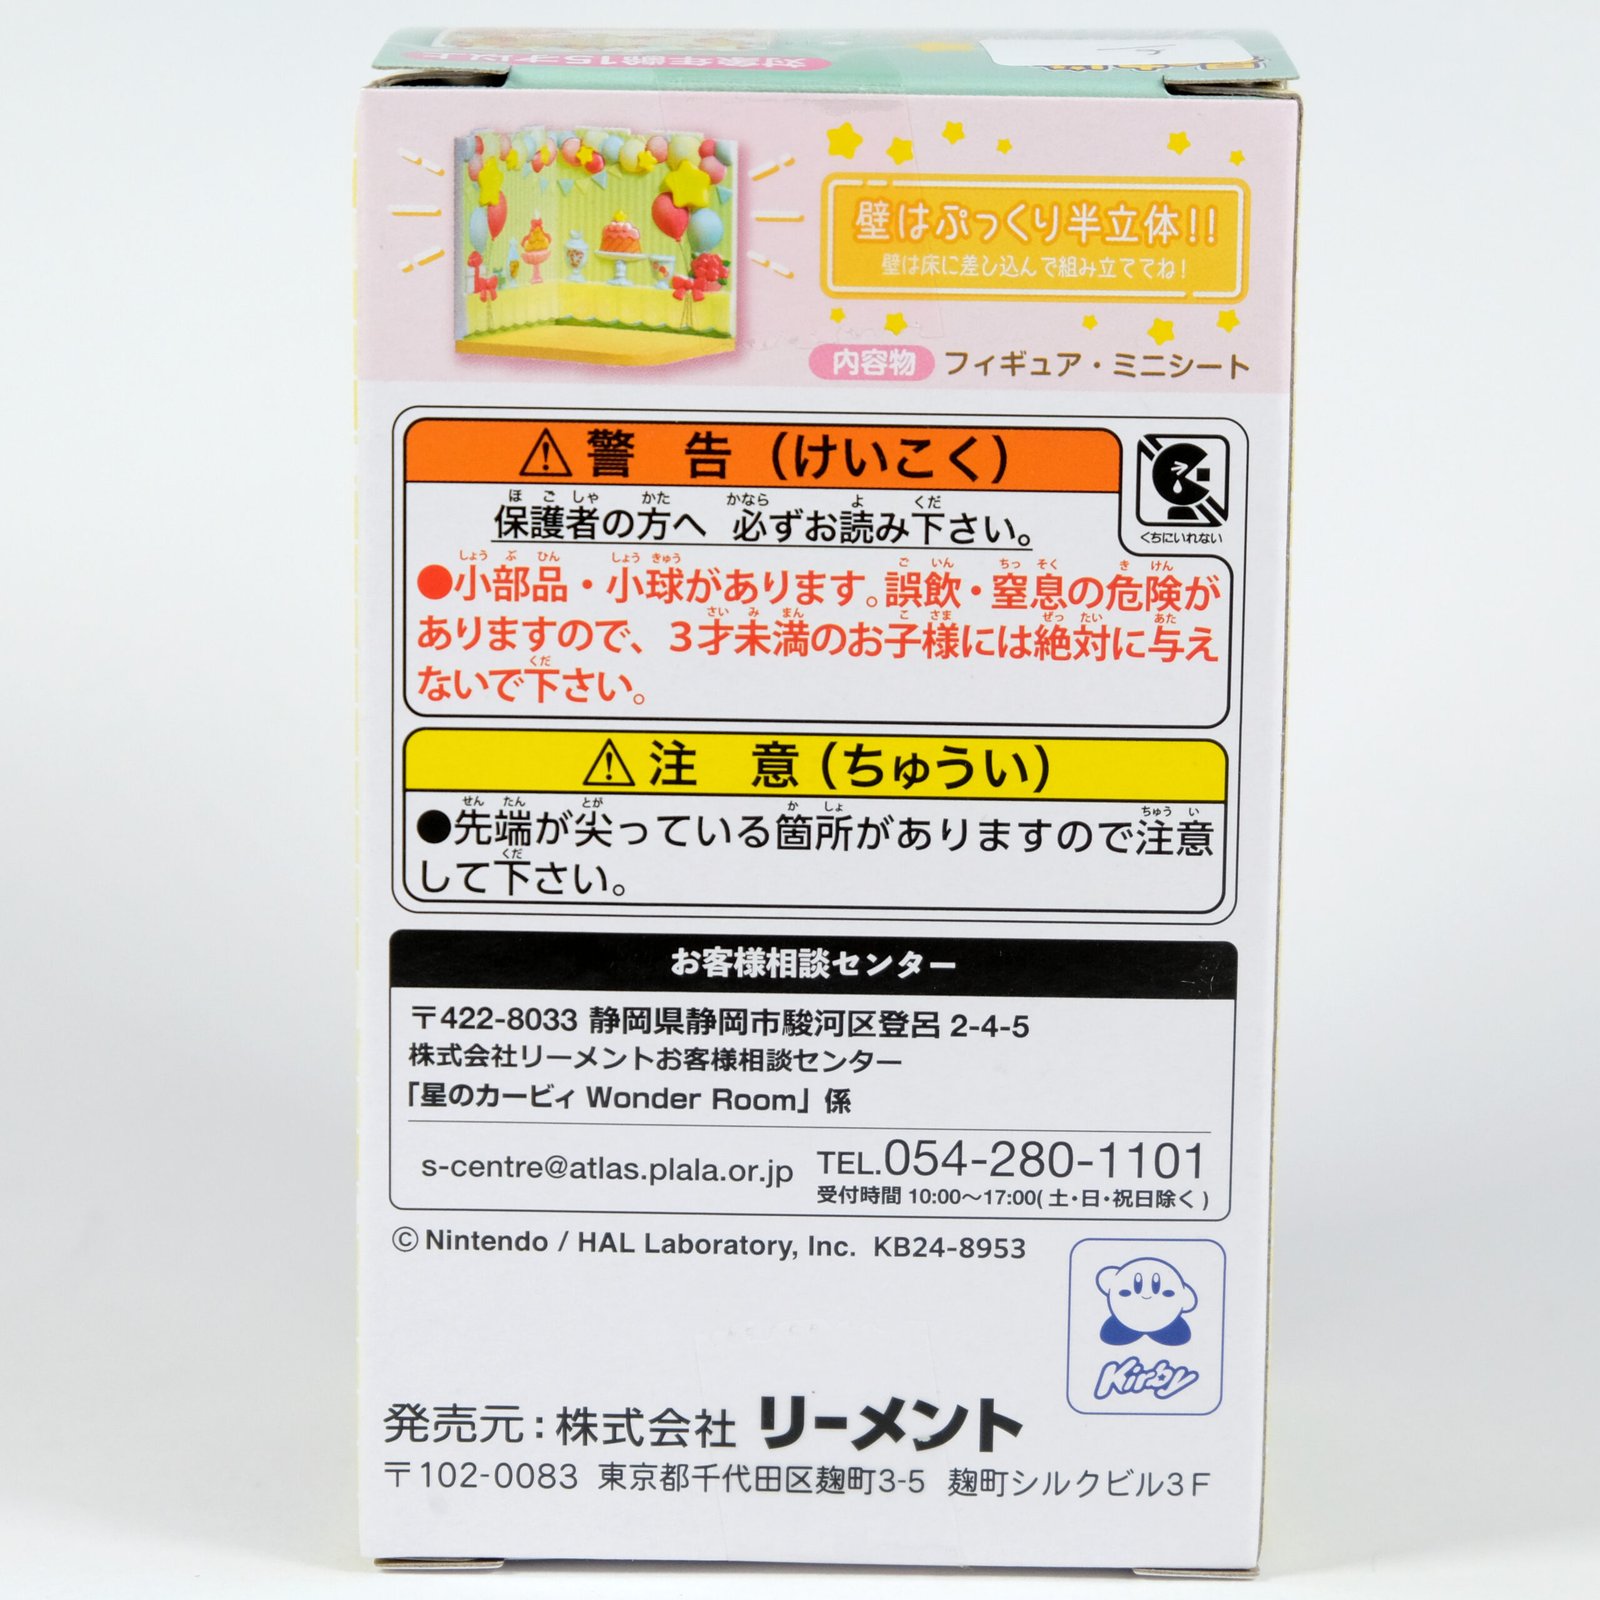 対象年齢15才以上
壁はぷっくり半立体!!
壁は床に差し込んで組み立ててね!
内容物 フィギュア・ミニシート
警 告 (けいこく)
くちにいれない
保護者の方へ 必ずお読み下さい。
●小部品・小球があります。誤飲・窒息の危険が
ありますので、3才未満のお子様には絶対に与え
ないで下さい。
注 意 (ちゅうい)
●先端が尖っている箇所がありますので注意
して下さい。
お客様相談センター
〒422-8033 静岡県静岡市駿河区登呂 2-4-5
株式会社リーメントお客様相談センター
「星のカービィ Wonder Room」係
s-centre@atlas.plala.or.jp
TEL.054-280-1101
受付時間 10:00〜17:00(土・日・祝日除く)
© Nintendo / HAL Laboratory, Inc. KB24-8953
Kirby
発売元:株式会社 リーメント
〒102-0083 東京都千代田区麹町3-5 麹町シルクビル3F